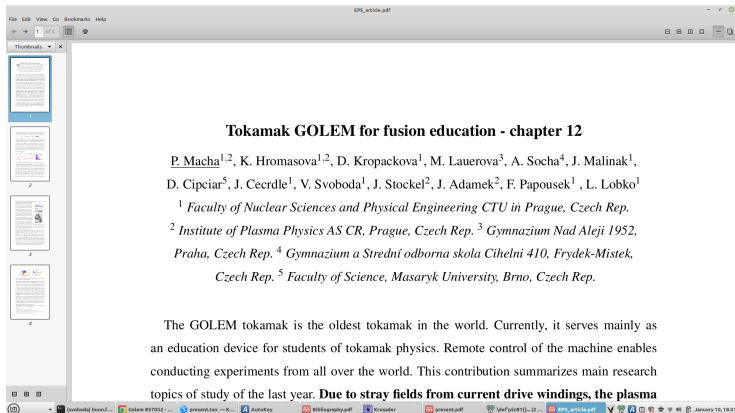 EPS_article.pdf
File Edit View Go Bookmarks Help
1 of 4
Thumbnails
Tokamak GOLEM for fusion education - chapter 12
P. Macha1,2, K. Hromasova1,2, D. Kropackova1, M. Lauerova3, A. Socha4, J. Malinak1,
D. Cipciar5, J. Cecrdle1, V. Svoboda1, J. Stockel2, J. Adamek2, F. Papousek1 , L. Lobko1
1 Faculty of Nuclear Sciences and Physical Engineering CTU in Prague, Czech Rep.
2 Institute of Plasma Physics AS CR, Prague, Czech Rep. 3 Gymnazium Nad Aleji 1952,
Praha, Czech Rep. 4 Gymnazium a Strední odborna skola Cihelni 410, Frydek-Mistek,
Czech Rep. 5 Faculty of Science, Masaryk University, Brno, Czech Rep.
The GOLEM tokamak is the oldest tokamak in the world. Currently, it serves mainly as
an education device for students of tokamak physics. Remote control of the machine enables
conducting experiments from all over the world. This contribution summarizes main research
topics of study of the last year. Due to stray fields from current drive windings, the plasma
1
2
3
4
(svoboda) buon.f... Golem #37052 - ... present.tex — K... AutoKey Bibliography.pdf Krusader present.pdf EPS_article.pdf January 10, 18:3